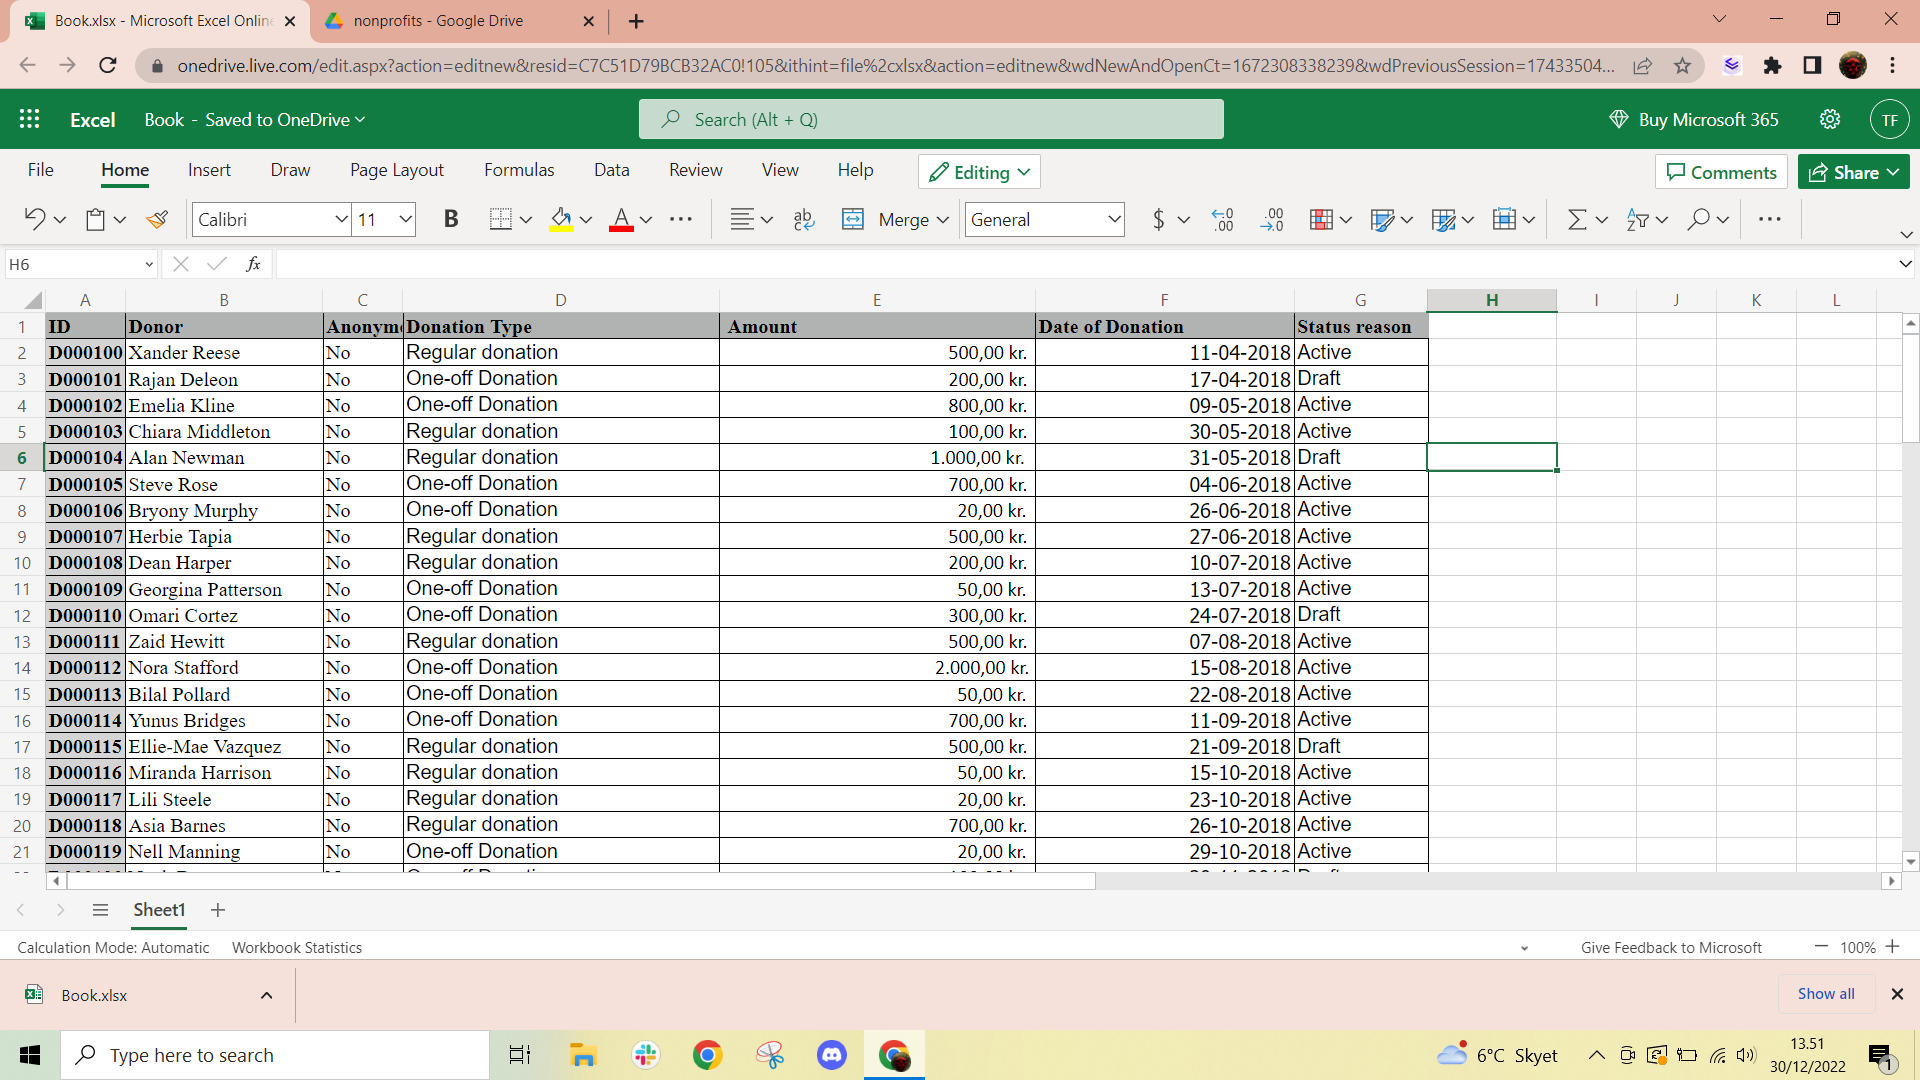 Book.xlsx - Microsoft Excel Online
nonprofits - Google Drive
onedrive.live.com/edit.aspx?action=editnew&resid=C7C51D79BCB32AC0!105&ithint=file%2cxlsx&action=editnew&wdNewAndOpenCt=1672308338239&wdPreviousSession=17433504...
Excel Book - Saved to OneDrive
Search (Alt + Q)
Buy Microsoft 365
TF
File Home Insert Draw Page Layout Formulas Data Review View Help Editing
Comments Share
Calibri 11 B A ab Merge General $
H6 fx
A B C D E F G H I J K L
1 ID Donor Anonym Donation Type Amount Date of Donation Status reason
2 D000100 Xander Reese No Regular donation 500,00 kr. 11-04-2018 Active
3 D000101 Rajan Deleon No One-off Donation 200,00 kr. 17-04-2018 Draft
4 D000102 Emelia Kline No One-off Donation 800,00 kr. 09-05-2018 Active
5 D000103 Chiara Middleton No Regular donation 100,00 kr. 30-05-2018 Active
6 D000104 Alan Newman No Regular donation 1.000,00 kr. 31-05-2018 Draft
7 D000105 Steve Rose No One-off Donation 700,00 kr. 04-06-2018 Active
8 D000106 Bryony Murphy No One-off Donation 20,00 kr. 26-06-2018 Active
9 D000107 Herbie Tapia No Regular donation 500,00 kr. 27-06-2018 Active
10 D000108 Dean Harper No Regular donation 200,00 kr. 10-07-2018 Active
11 D000109 Georgina Patterson No One-off Donation 50,00 kr. 13-07-2018 Active
12 D000110 Omari Cortez No One-off Donation 300,00 kr. 24-07-2018 Draft
13 D000111 Zaid Hewitt No Regular donation 500,00 kr. 07-08-2018 Active
14 D000112 Nora Stafford No One-off Donation 2.000,00 kr. 15-08-2018 Active
15 D000113 Bilal Pollard No One-off Donation 50,00 kr. 22-08-2018 Active
16 D000114 Yunus Bridges No One-off Donation 700,00 kr. 11-09-2018 Active
17 D000115 Ellie-Mae Vazquez No Regular donation 500,00 kr. 21-09-2018 Draft
18 D000116 Miranda Harrison No Regular donation 50,00 kr. 15-10-2018 Active
19 D000117 Lili Steele No Regular donation 20,00 kr. 23-10-2018 Active
20 D000118 Asia Barnes No Regular donation 700,00 kr. 26-10-2018 Active
21 D000119 Nell Manning No One-off Donation 20,00 kr. 29-10-2018 Active
Sheet1
Calculation Mode: Automatic Workbook Statistics
Give Feedback to Microsoft 100%
Book.xlsx
Show all
Type here to search
6°C Skyet
13.51
30/12/2022
1